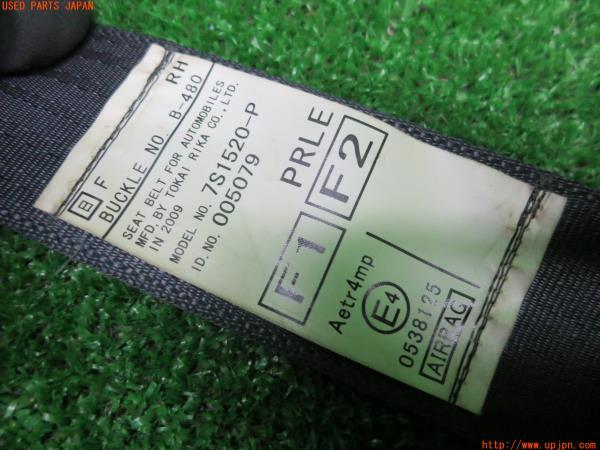 USED PARTS JAPAN
日 F RH
BUCKLE NO. B-480
SEAT BELT FOR AUTOMOBILES
MFD. BY TOKAI RIKA CO., LTD.
IN 2009
MODEL NO. 7S1520-P
ID. NO. 005079
PRLE
F1 F2
Aetr4mp
E4
0538125
AIRBAG
http://www.upjpn.com/